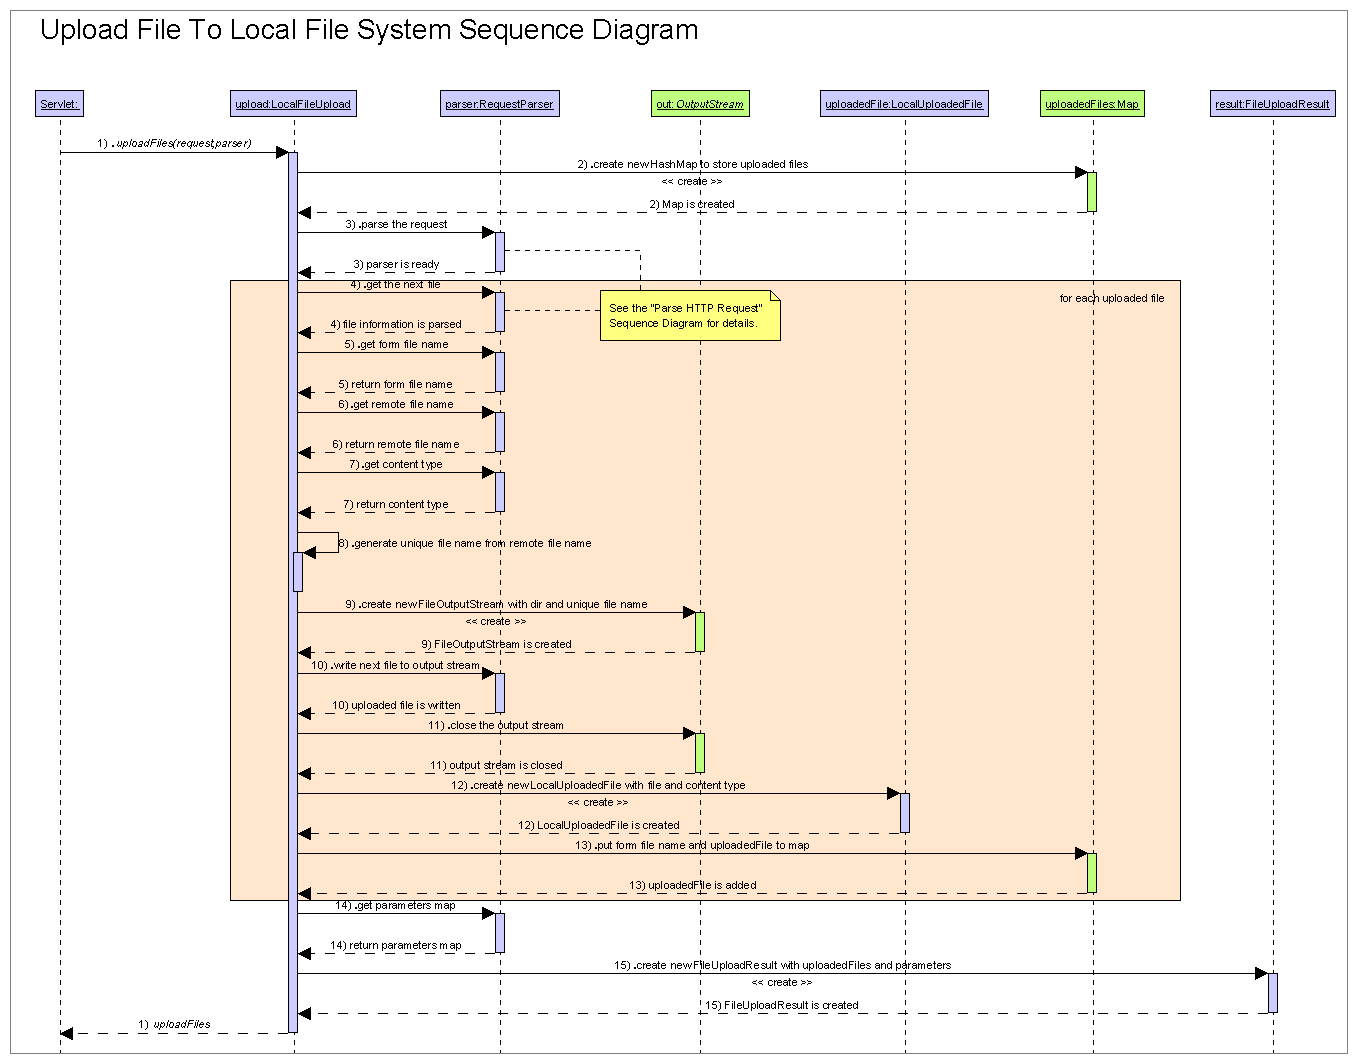 Upload File To Local File System Sequence Diagram
Servlet:
upload:LocalFileUpload
parser:RequestParser
out:OutputStream
uploadedFile:LocalUploadedFile
uploadedFiles:Map
result:FileUploadResult
1) .uploadFiles(request,parser)
2) .create new HashMap to store uploaded files
<< create >>
2) Map is created
3) .parse the request
3) parser is ready
4) .get the next file
for each uploaded file
See the "Parse HTTP Request"
Sequence Diagram for details.
4) file information is parsed
5) .get form file name
5) return form file name
6) .get remote file name
6) return remote file name
7) .get content type
7) return content type
8) .generate unique file name from remote file name
9) .create new FileOutputStream with dir and unique file name
<< create >>
9) FileOutputStream is created
10) .write next file to output stream
10) uploaded file is written
11) .close the output stream
11) output stream is closed
12) .create new LocalUploadedFile with file and content type
<< create >>
12) LocalUploadedFile is created
13) .put form file name and uploadedFile to map
13) uploadedFile is added
14) .get parameters map
14) return parameters map
15) .create new FileUploadResult with uploadedFiles and parameters
<< create >>
15) FileUploadResult is created
1) uploadFiles